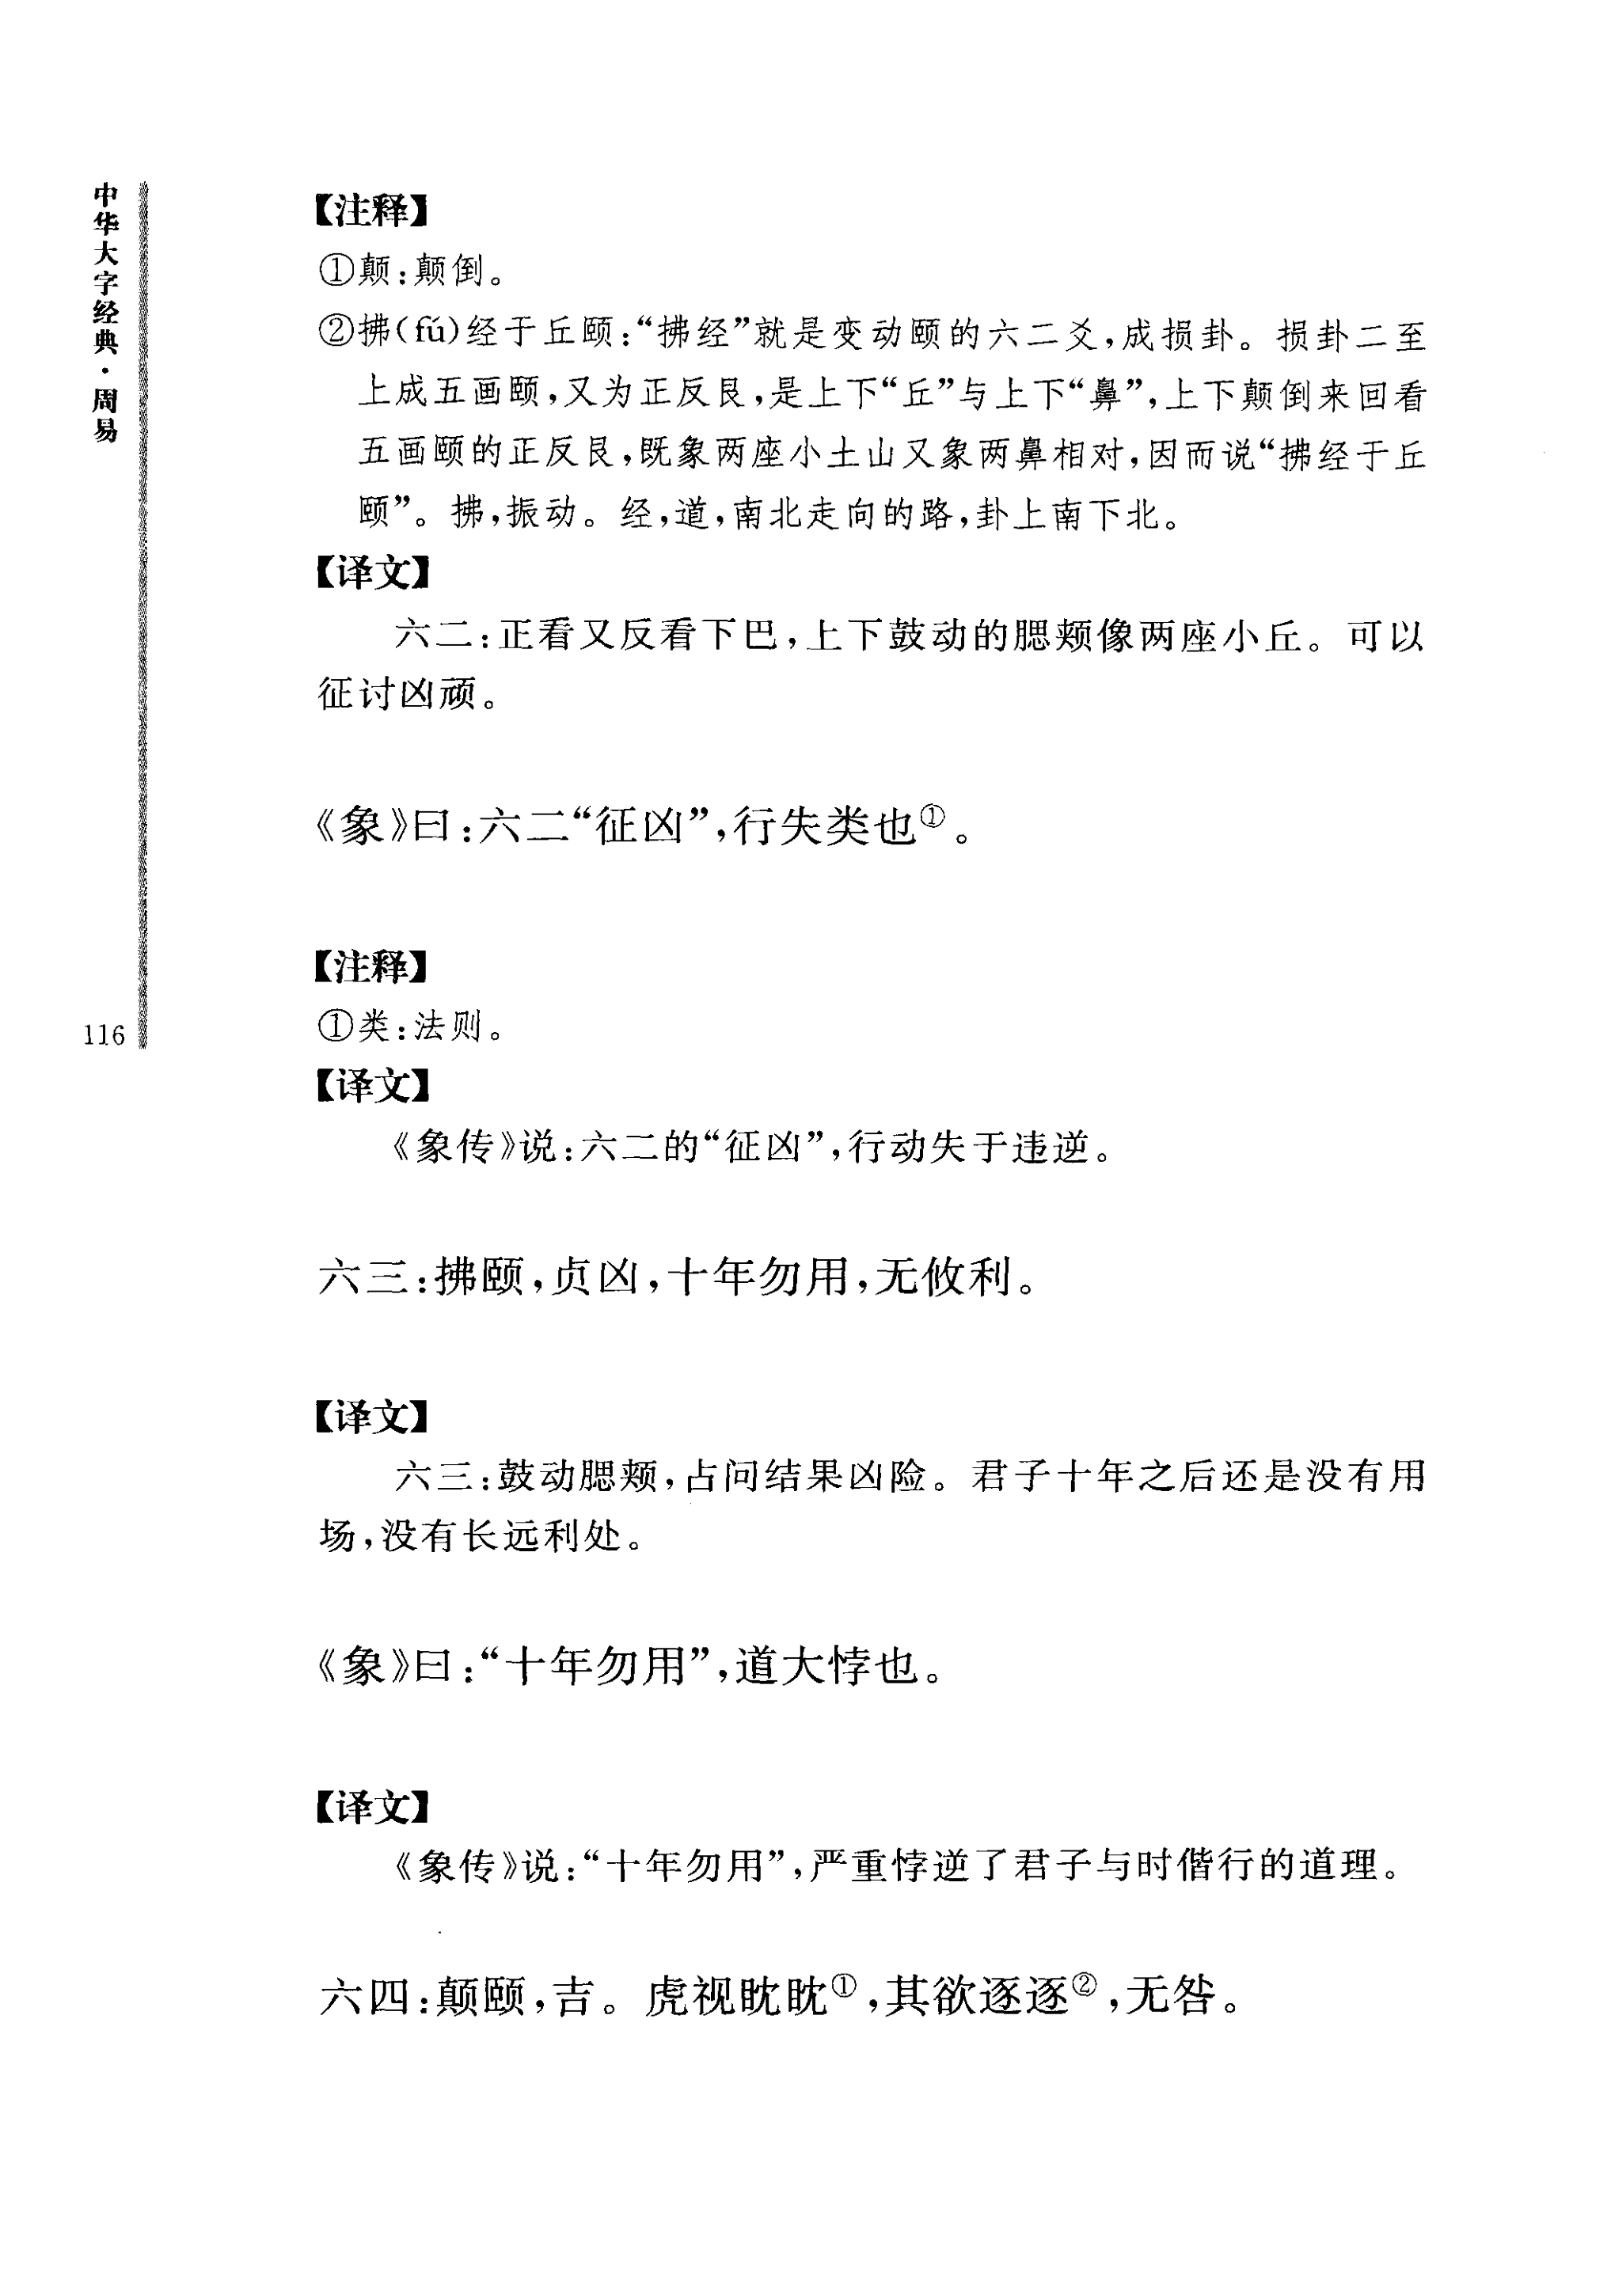 中华大字经典·周易
116
【注释】
①颠:颠倒。
②拂(fú)经于丘颐:“拂经”就是变动颐的六二爻,成损卦。损卦二至
上成五画颐,又为正反艮,是上下“丘”与上下“鼻”,上下颠倒来回看
五画颐的正反艮,既象两座小土山又象两鼻相对,因而说“拂经于丘
颐”。拂,振动。经,道,南北走向的路,卦上南下北。
【译文】
六二:正看又反看下巴,上下鼓动的腮颊像两座小丘。可以
征讨凶顽。
《象》曰:六二“征凶”,行失类也①。
【注释】
①类:法则。
【译文】
《象传》说:六二的“征凶”,行动失于违逆。
六三:拂颐,贞凶,十年勿用,无攸利。
【译文】
六三:鼓动腮颊,占问结果凶险。君子十年之后还是没有用
场,没有长远利处。
《象》曰:“十年勿用”,道大悖也。
【译文】
《象传》说:“十年勿用”,严重悖逆了君子与时偕行的道理。
六四:颠颐,吉。虎视眈眈①,其欲逐逐②,无咎。